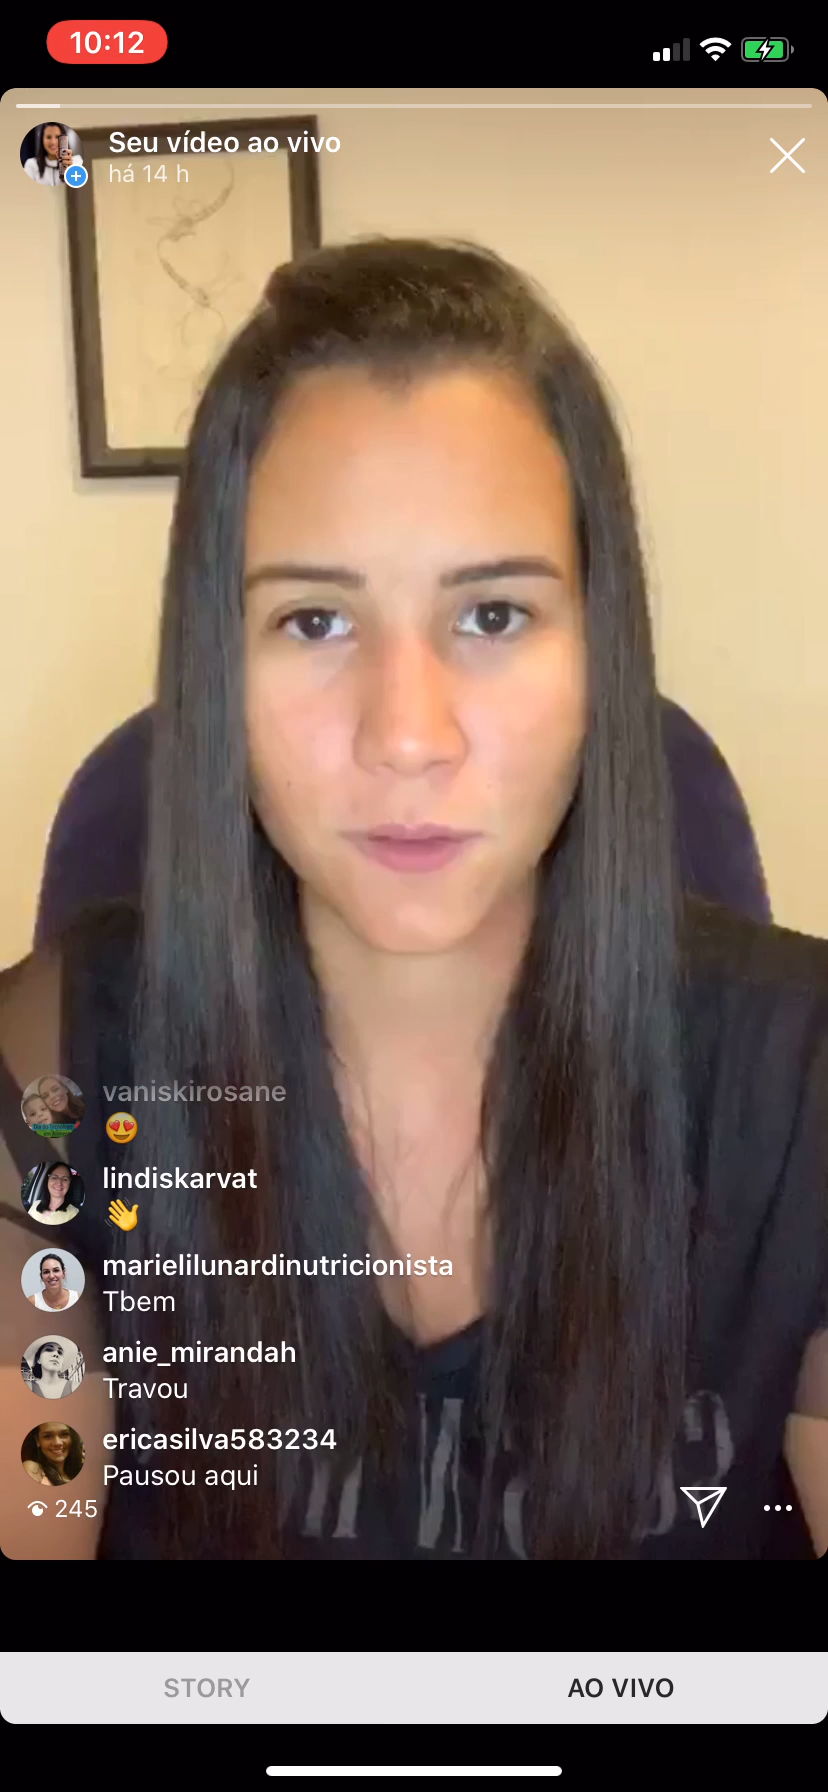 10:12
Seu vídeo ao vivo
há 14 h
vaniskirosane
😍
lindiskarvat
👋
marielilunardinutricionista
Tbem
anie_mirandah
Travou
ericasilva583234
Pausou aqui
245
STORY
AO VIVO